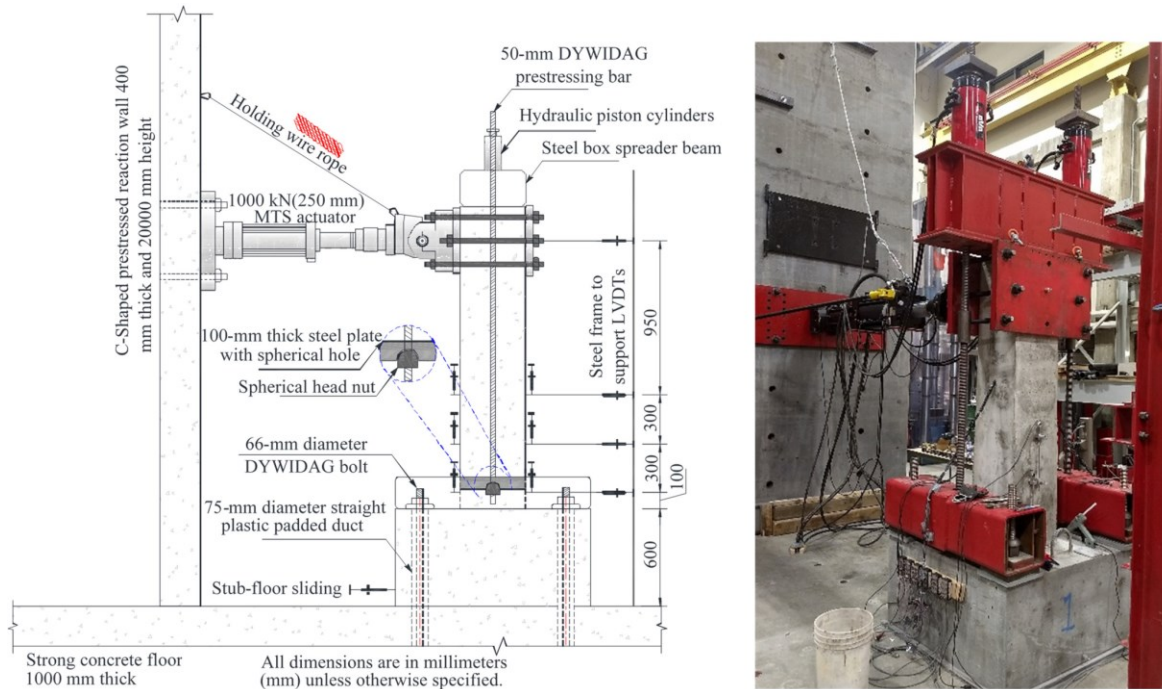 C-Shaped prestressed reaction wall 400
mm thick and 20000 mm height
Holding wire rope
1000 kN(250 mm)
MTS actuator
50-mm DYWIDAG
prestressing bar
Hydraulic piston cylinders
Steel box spreader beam
100-mm thick steel plate
with spherical hole
Spherical head nut
66-mm diameter
DYWIDAG bolt
75-mm diameter straight
plastic padded duct
Stub-floor sliding
Steel frame to
support LVDTs
950
300
300
100
600
Strong concrete floor
1000 mm thick
All dimensions are in millimeters
(mm) unless otherwise specified.
1